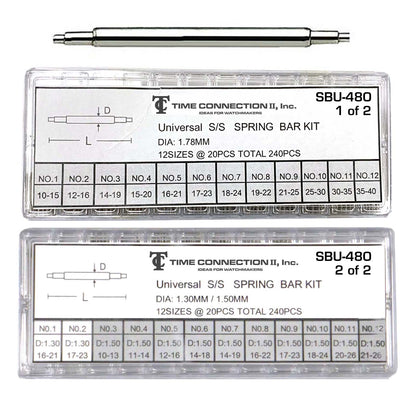 TC TIME CONNECTION II, Inc.
IDEAS FOR WATCHMAKERS
SBU-480
1 of 2
D
L
Universal S/S SPRING BAR KIT
DIA: 1.78MM
12SIZES @ 20PCS TOTAL 240PCS
NO.1 NO.2 NO.3 NO.4 NO.5 NO.6 NO.7 NO.8 NO.9 NO.10 NO.11 NO.12
10-15 12-16 14-19 15-20 16-21 17-23 18-24 19-22 21-25 25-30 30-35 35-40
TC TIME CONNECTION II, Inc.
IDEAS FOR WATCHMAKERS
SBU-480
2 of 2
D
L
Universal S/S SPRING BAR KIT
DIA: 1.30MM / 1.50MM
12SIZES @ 20PCS TOTAL 240PCS
NO.1 NO.2 NO.3 NO.4 NO.5 NO.6 NO.7 NO.8 NO.9 NO.10 NO.11 NO.12
D:1.30 D:1.30 D:1.50 D:1.50 D:1.50 D:1.50 D:1.50 D:1.50 D:1.50 D:1.50 D:1.50 D:1.50
16-21 17-23 10-13 11-14 12-16 14-18 14-19 15-20 16-21 17-23 18-24 21-26